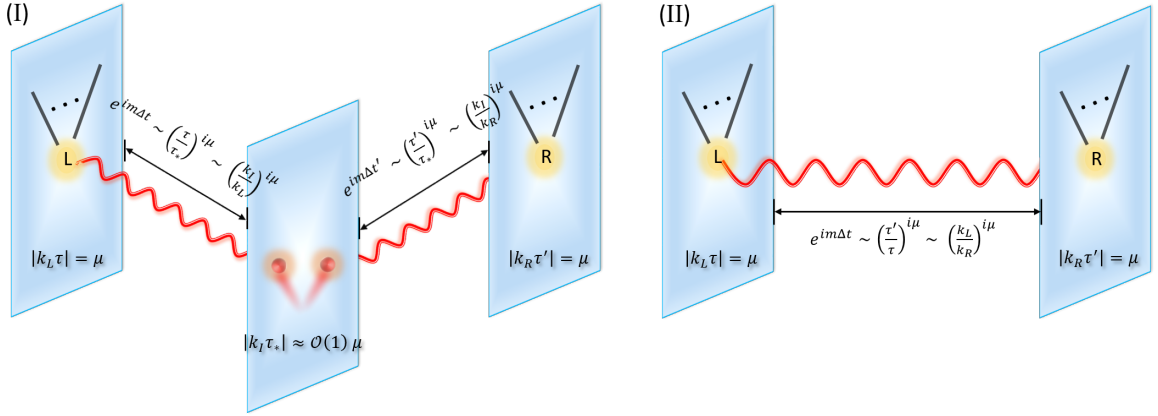 (I)
(II)
L
R
e^{imΔt} ~ (τ/τ_*)^{iμ} ~ (k_I/k_L)^{iμ}
e^{imΔt'} ~ (τ'/τ_*)^{iμ} ~ (k_I/k_R)^{iμ}
|k_L τ| = μ
|k_R τ'| = μ
|k_I τ_*| ≈ 𝒪(1) μ
L
R
e^{imΔt} ~ (τ'/τ)^{iμ} ~ (k_L/k_R)^{iμ}
|k_L τ| = μ
|k_R τ'| = μ